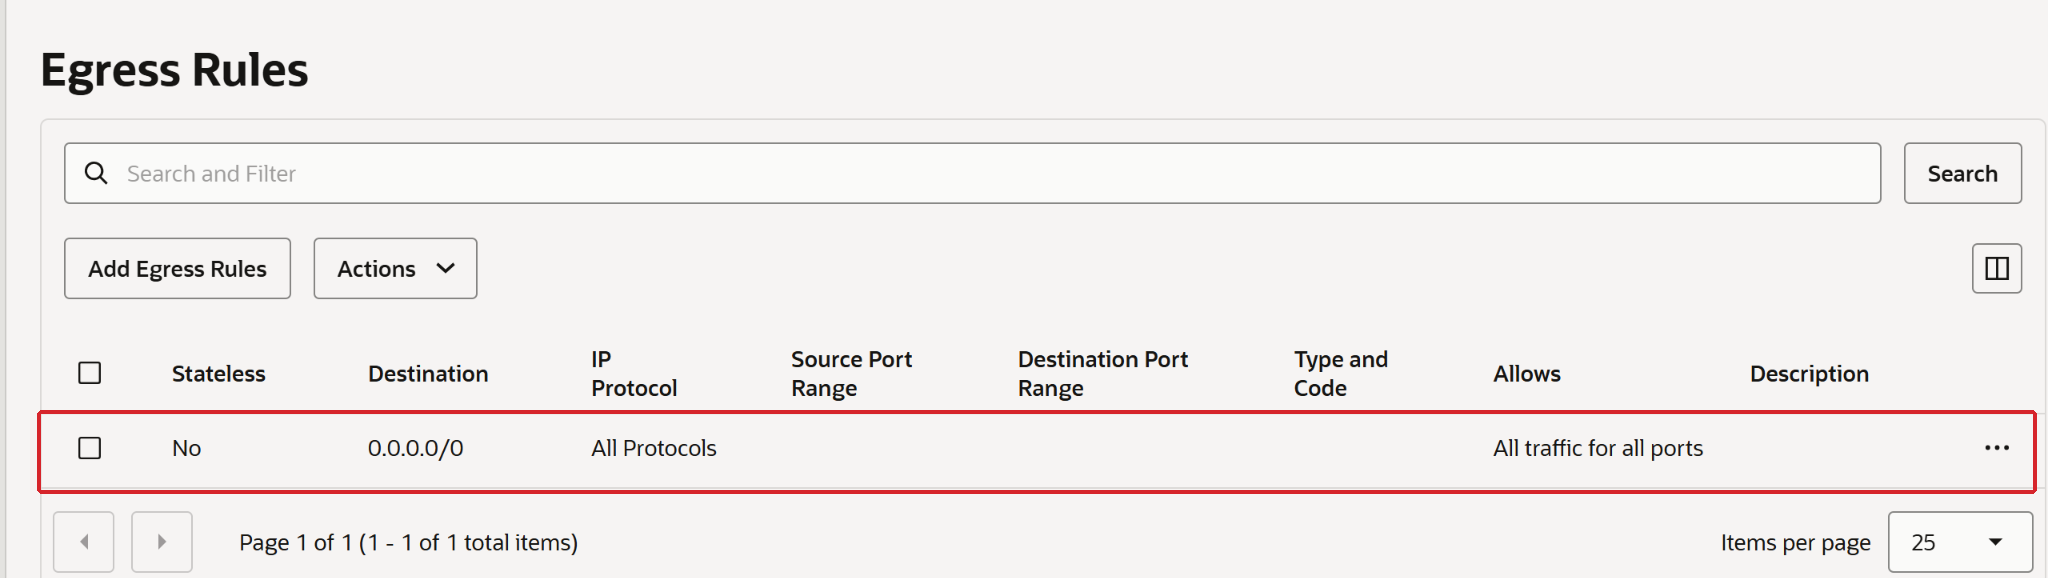 Egress Rules
Search and Filter
Search
Add Egress Rules
Actions
Stateless
Destination
IP
Protocol
Source Port
Range
Destination Port
Range
Type and
Code
Allows
Description
No
0.0.0.0/0
All Protocols
All traffic for all ports
Page 1 of 1 (1 - 1 of 1 total items)
Items per page
25